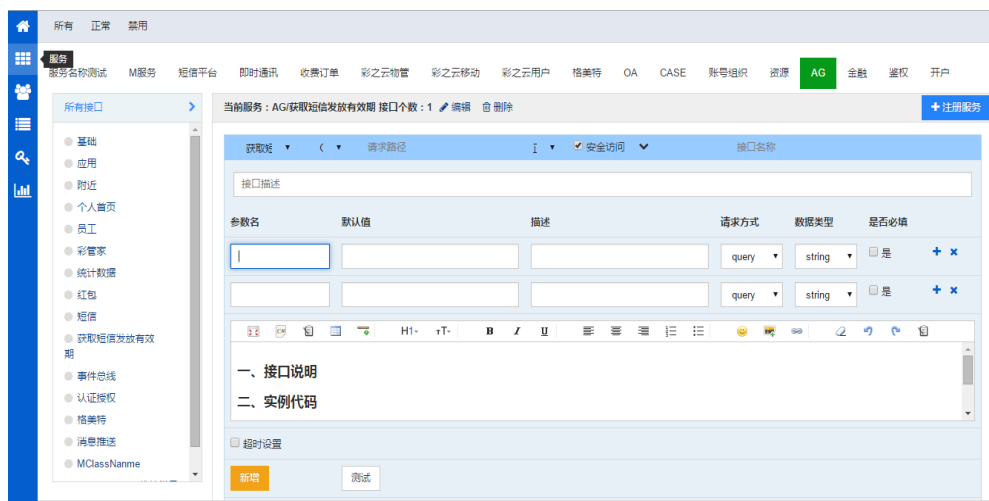 所有 正常 禁用
服务
服务名称测试 M服务 短信平台 即时通讯 收费订单 彩之云物管 彩之云移动 彩之云用户 格美特 OA CASE 账号组织 资源 AG 金融 鉴权 开户
所有接口
当前服务：AG/获取短信发放有效期 接口个数：1 编辑 删除
注册服务
基础
应用
附近
个人首页
员工
彩管家
统计数据
红包
短信
获取短信发放有效
期
事件总线
认证授权
格美特
消息推送
MClassNanme
请求路径 安全访问 接口名称
接口描述
参数名 默认值 描述 请求方式 数据类型 是否必填
query string 是
query string 是
H1 TT B I U
一、接口说明
二、实例代码
超时设置
新增 测试